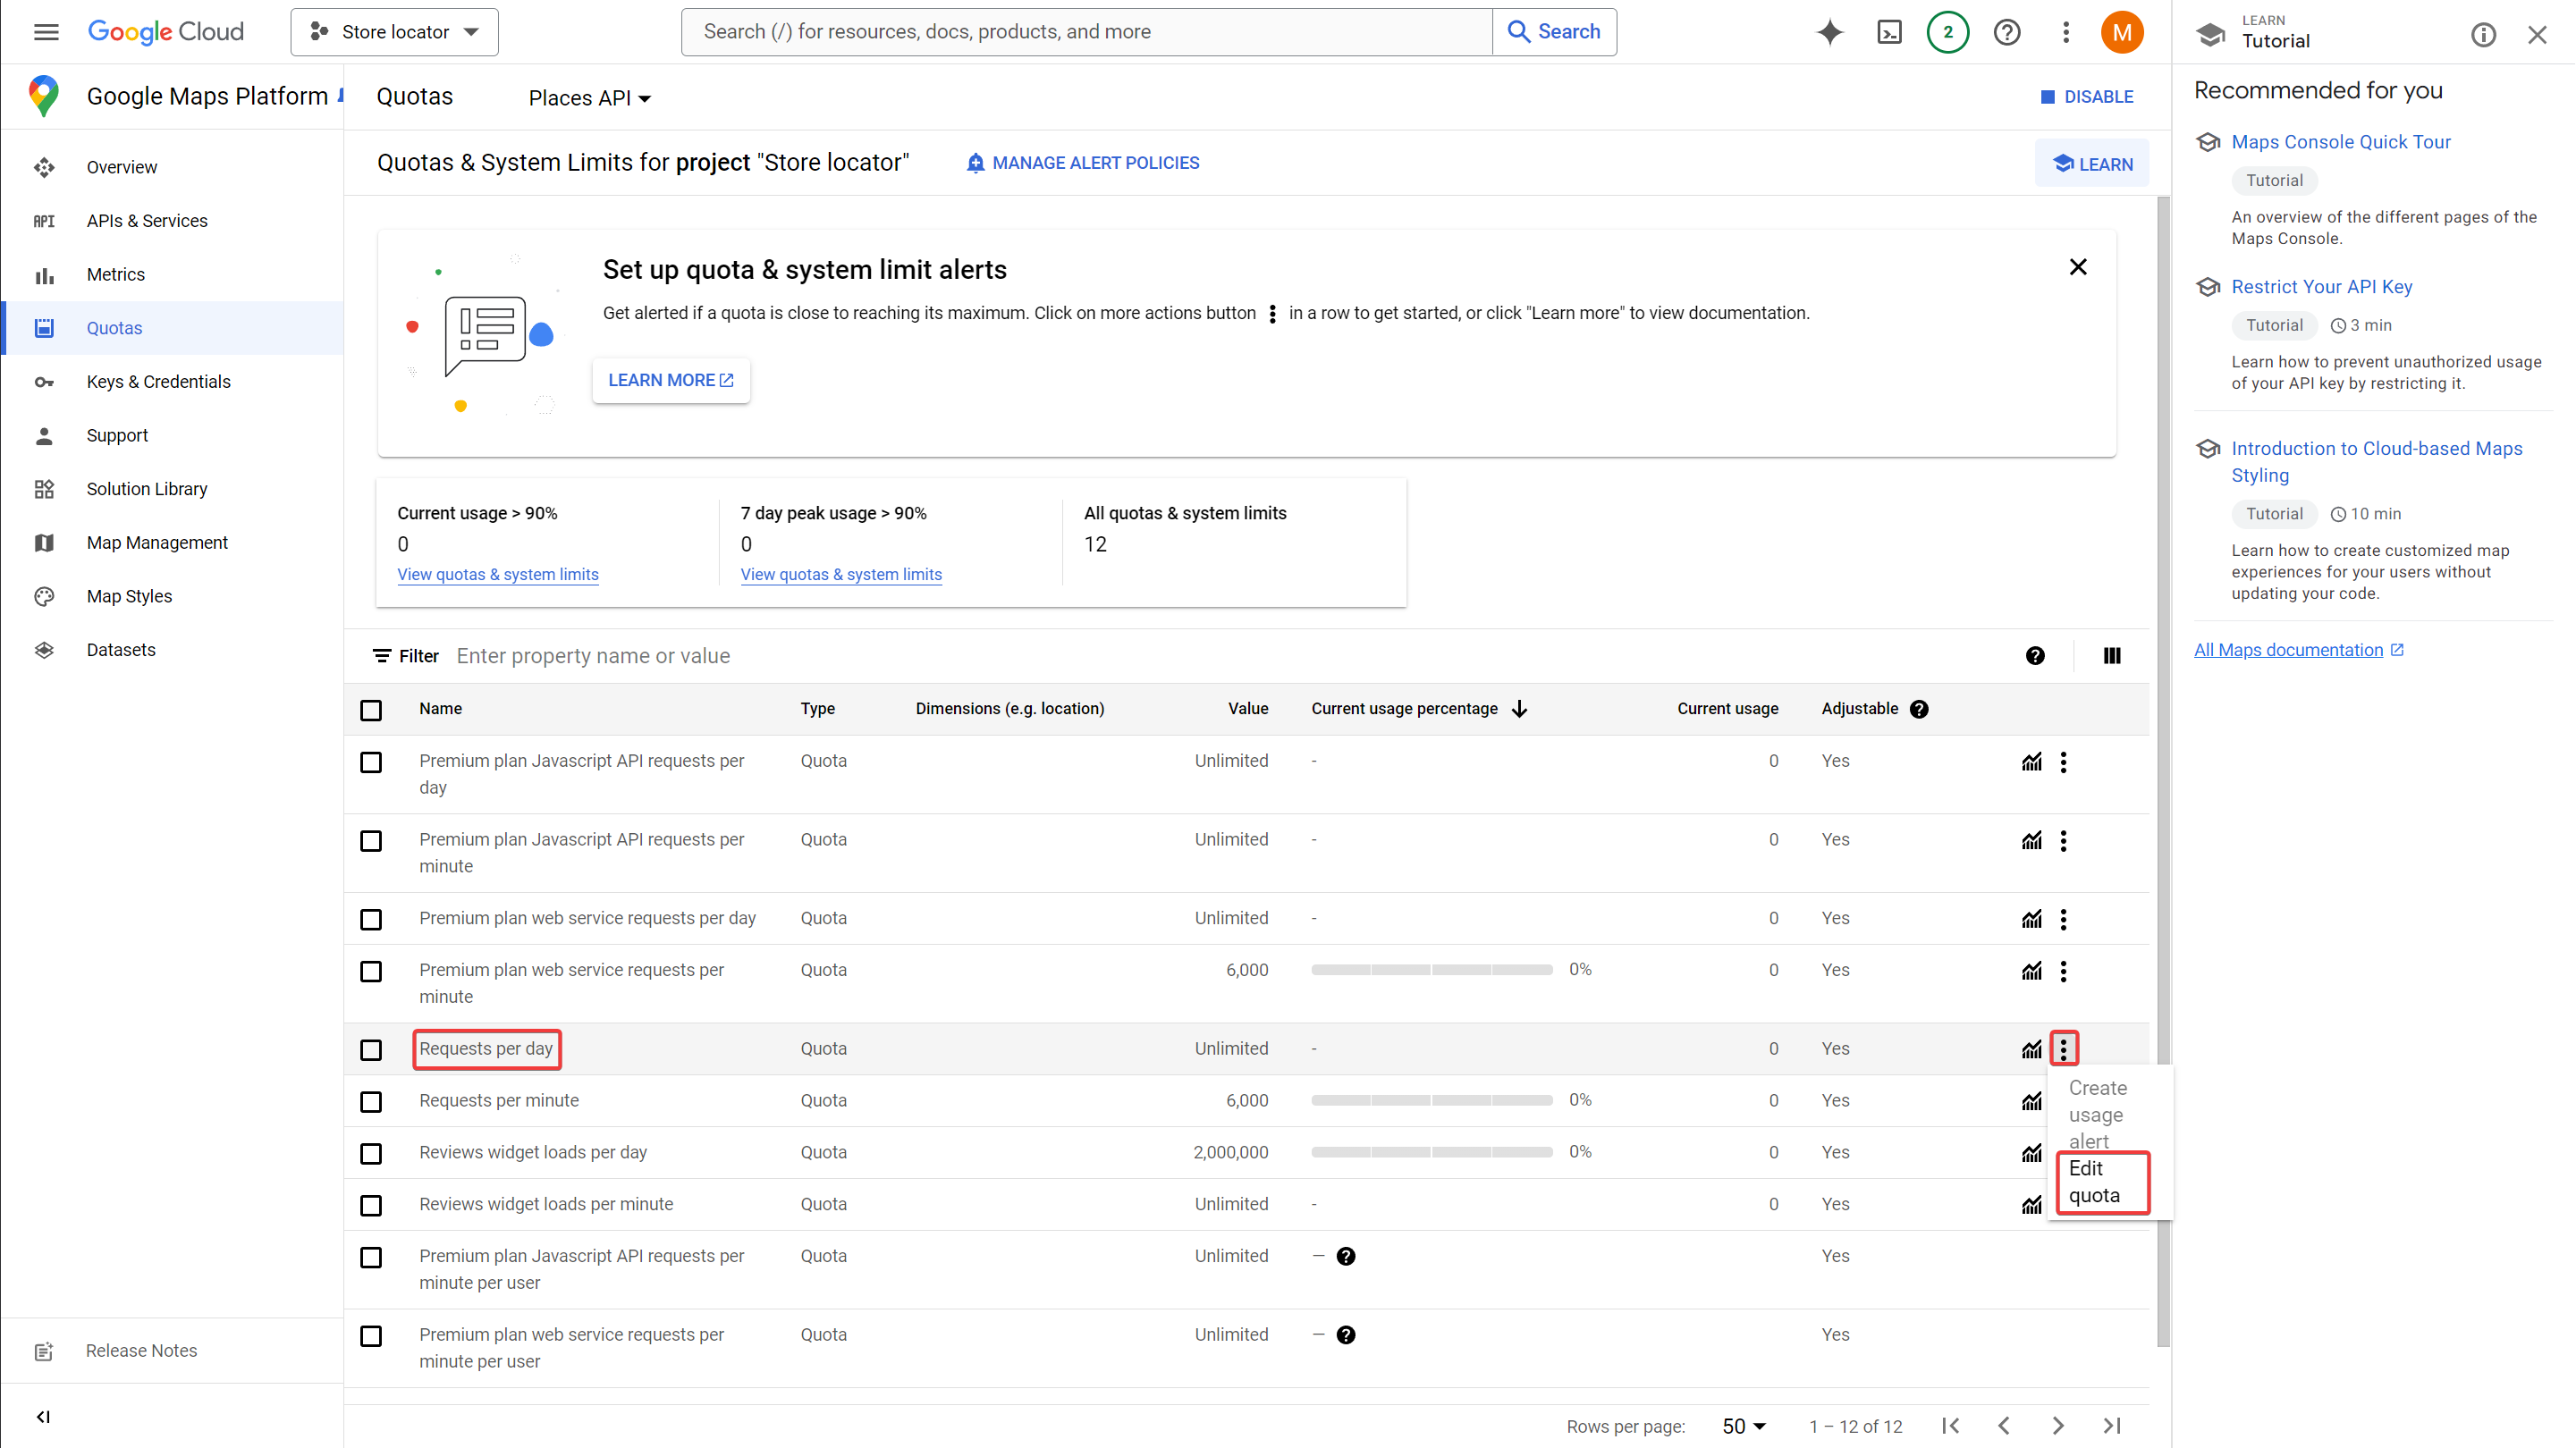 Google Cloud
Store locator
Search (/) for resources, docs, products, and more
Search
2
M
LEARN
Tutorial
Google Maps Platform
Quotas
Places API
DISABLE
Overview
APIs & Services
Metrics
Quotas
Keys & Credentials
Support
Solution Library
Map Management
Map Styles
Datasets
Release Notes
Quotas & System Limits for project "Store locator"
MANAGE ALERT POLICIES
LEARN
Set up quota & system limit alerts
Get alerted if a quota is close to reaching its maximum. Click on more actions button in a row to get started, or click "Learn more" to view documentation.
LEARN MORE
Current usage > 90%
0
View quotas & system limits
7 day peak usage > 90%
0
View quotas & system limits
All quotas & system limits
12
Filter Enter property name or value
Name Type Dimensions (e.g. location) Value Current usage percentage Current usage Adjustable
Premium plan Javascript API requests per Quota Unlimited - 0 Yes
day
Premium plan Javascript API requests per Quota Unlimited - 0 Yes
minute
Premium plan web service requests per day Quota Unlimited - 0 Yes
Premium plan web service requests per Quota 6,000 0% 0 Yes
minute
Requests per day Quota Unlimited - 0 Yes
Requests per minute Quota 6,000 0% 0 Yes
Reviews widget loads per day Quota 2,000,000 0% 0 Yes
Reviews widget loads per minute Quota Unlimited - 0 Yes
Premium plan Javascript API requests per Quota Unlimited — Yes
minute per user
Premium plan web service requests per Quota Unlimited — Yes
minute per user
Create
usage
alert
Edit
quota
Rows per page: 50 1 – 12 of 12
Recommended for you
Maps Console Quick Tour
Tutorial
An overview of the different pages of the
Maps Console.
Restrict Your API Key
Tutorial 3 min
Learn how to prevent unauthorized usage
of your API key by restricting it.
Introduction to Cloud-based Maps
Styling
Tutorial 10 min
Learn how to create customized map
experiences for your users without
updating your code.
All Maps documentation